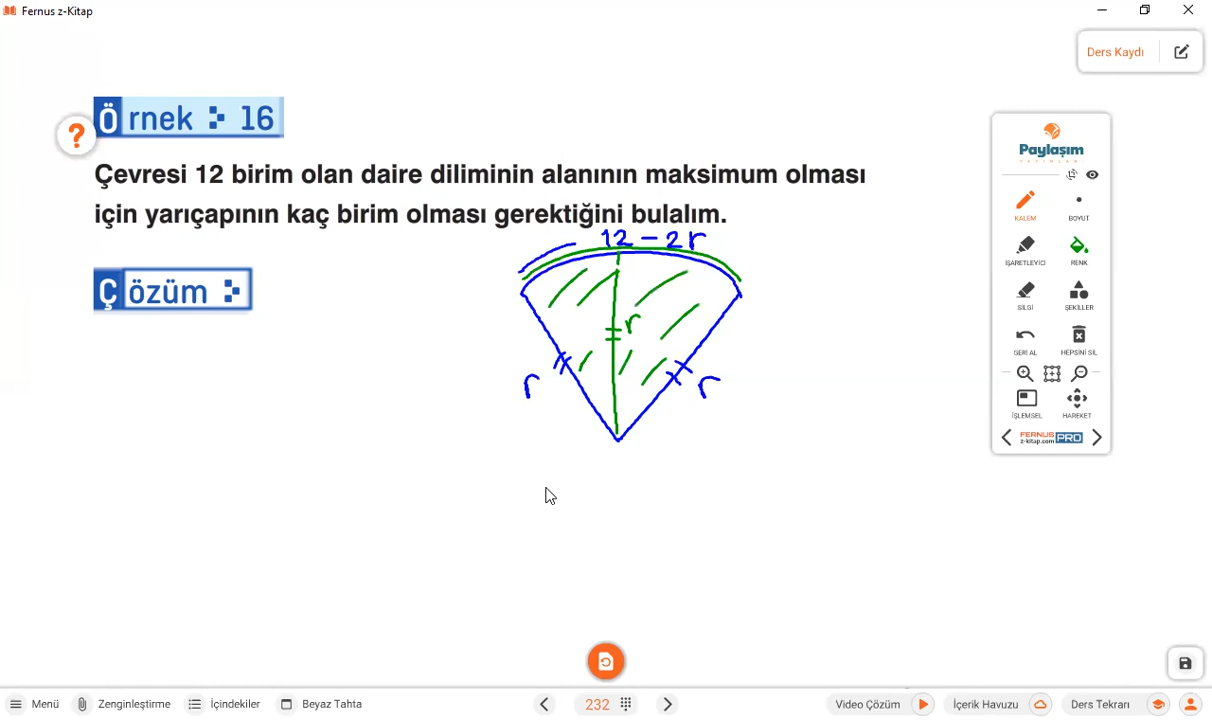 Fernus z-Kitap
Ders Kaydı
Örnek 16
?
Çevresi 12 birim olan daire diliminin alanının maksimum olması
için yarıçapının kaç birim olması gerektiğini bulalım.
12 - 2r
Çözüm
r
r
r
Paylaşım
YAYINLARI
KALEM
BOYUT
İŞARETLEYİCİ
RENK
SİLGİ
ŞEKİLLER
GERİ AL
HEPSİNİ SİL
İŞLEMSEL
HAREKET
FERNUS
z-kitap.com PRO
Menü
Zenginleştirme
İçindekiler
Beyaz Tahta
232
Video Çözüm
İçerik Havuzu
Ders Tekrarı